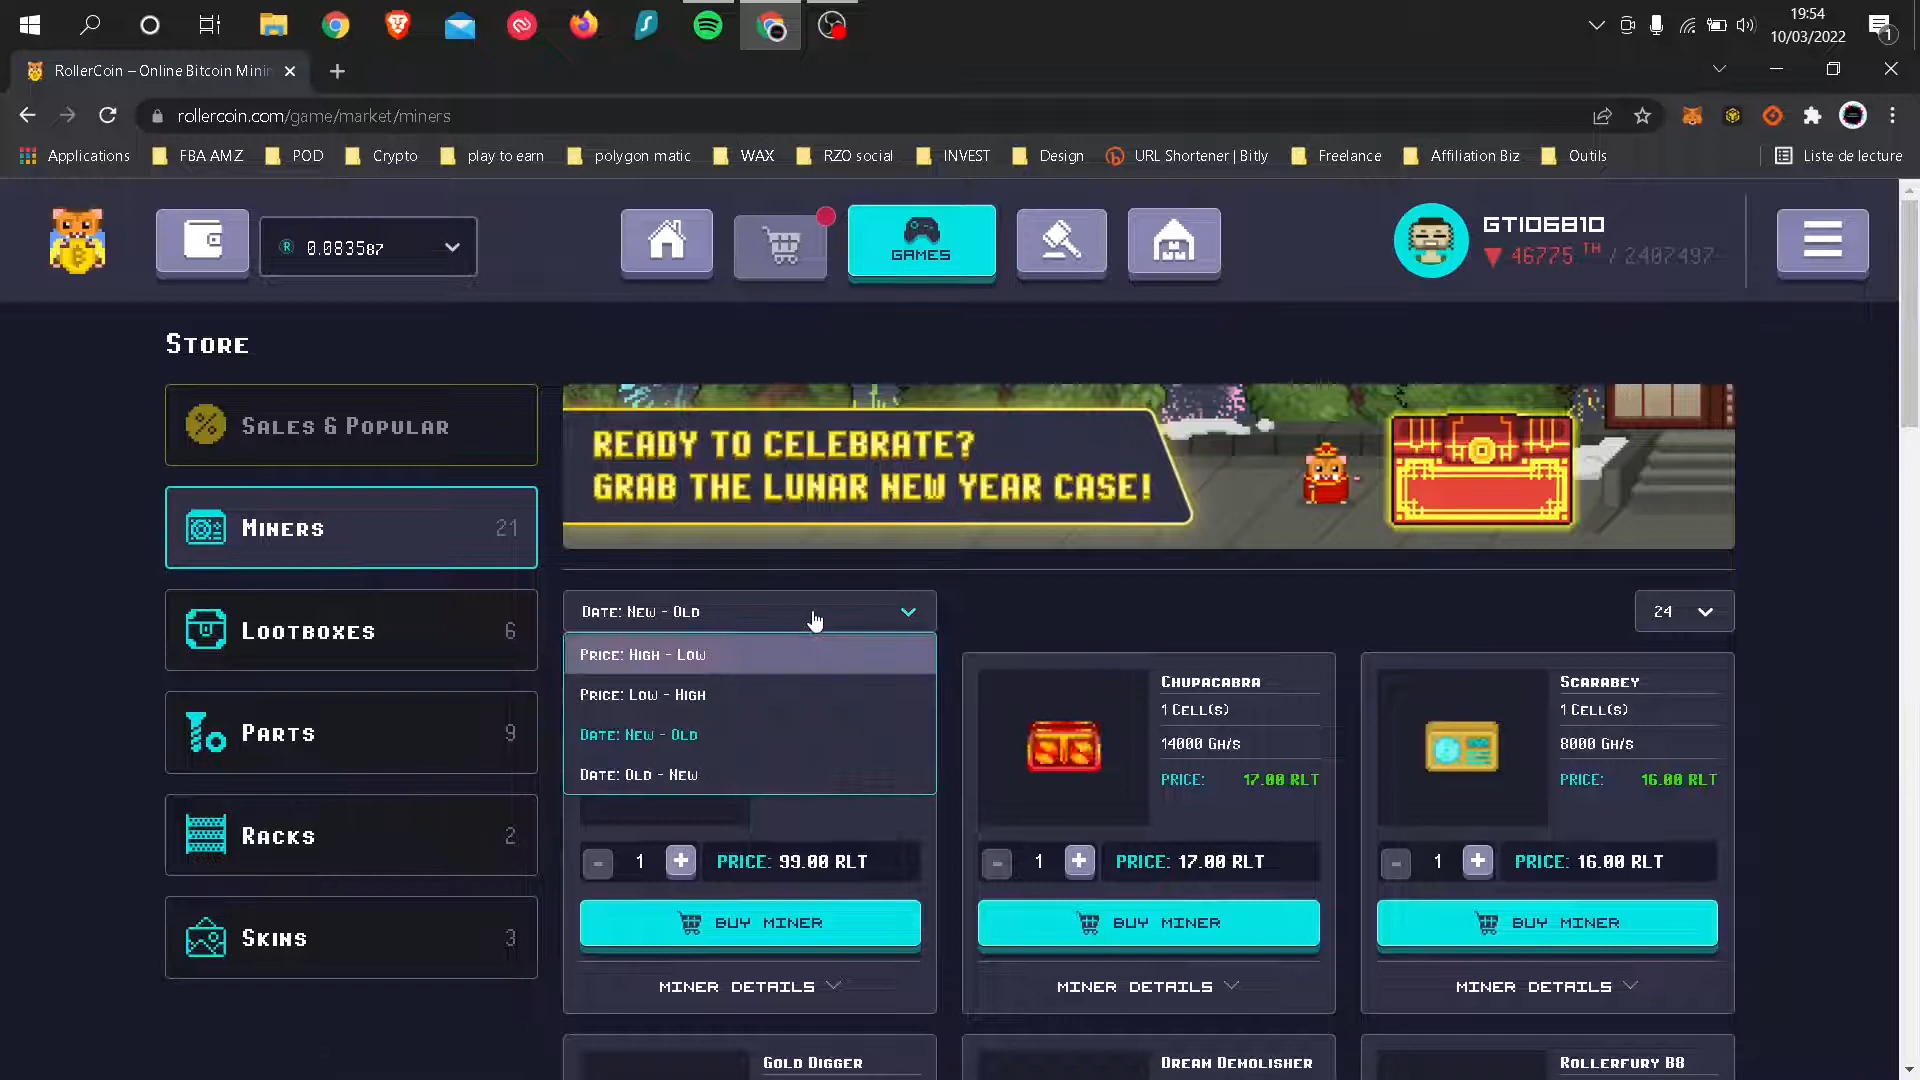 19:54
10/03/2022
1
RollerCoin – Online Bitcoin Minin
rollercoin.com/game/market/miners
Applications FBA AMZ POD Crypto play to earn polygon matic WAX RZO social INVEST Design URL Shortener | Bitly Freelance Affiliation Biz Outils Liste de lecture
0.083587
GAMES
GTI06810
46775 TH / 2407497
Store
Sales & Popular
Miners 21
Lootboxes 6
Parts 9
Racks 2
Skins 3
READY TO CELEBRATE?
GRAB THE LUNAR NEW YEAR CASE!
Date: New - Old
24
Price: High - Low
Price: Low - High
Date: New - Old
Date: Old - New
1
PRICE: 99.00 RLT
BUY MINER
MINER DETAILS
Chupacabra
1 Cell(s)
14000 Gh/s
PRICE: 17.00 RLT
1
PRICE: 17.00 RLT
BUY MINER
MINER DETAILS
Scarabey
1 Cell(s)
8000 Gh/s
PRICE: 16.00 RLT
1
PRICE: 16.00 RLT
BUY MINER
MINER DETAILS
Gold Digger
Dream Demolisher
Rollerfury B8